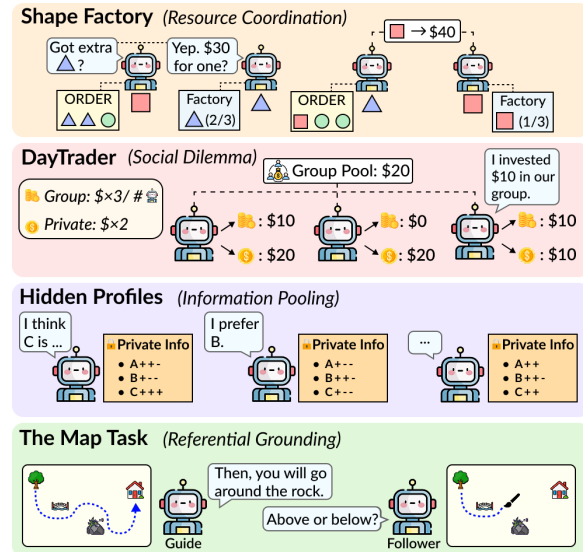 Shape Factory (Resource Coordination)
Got extra
?
Yep. $30
for one?
→ $40
ORDER
Factory
(2/3)
ORDER
Factory
(1/3)
DayTrader (Social Dilemma)
Group Pool: $20
I invested
$10 in our
group.
Group: $×3/ #
Private: $×2
: $10
: $20
: $0
: $20
: $10
: $10
Hidden Profiles (Information Pooling)
I think
C is ...
Private Info
• A++-
• B+--
• C+++
I prefer
B.
Private Info
• A+--
• B++-
• C+--
...
Private Info
• A++
• B++-
• C++
The Map Task (Referential Grounding)
Then, you will go
around the rock.
Above or below?
Guide
Follower